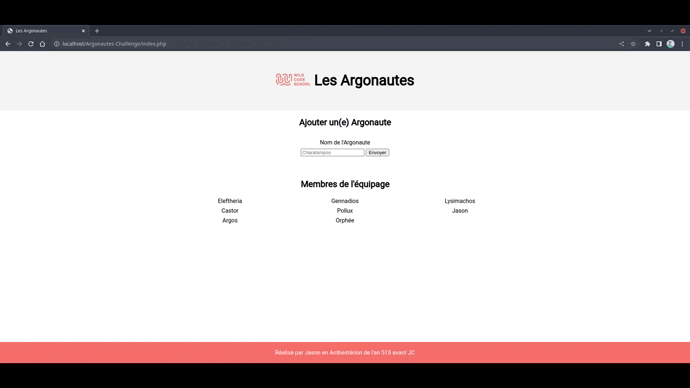 Les Argonautes
localhost/Argonautes-Challenge/index.php
WILD
CODE
SCHOOL
Les Argonautes
Ajouter un(e) Argonaute
Nom de l'Argonaute
Charalampos
Envoyer
Membres de l'équipage
Eleftheria
Gennadios
Lysimachos
Castor
Pollux
Jason
Argos
Orphée
Réalisé par Jason en Anthestérion de l'an 515 avant JC